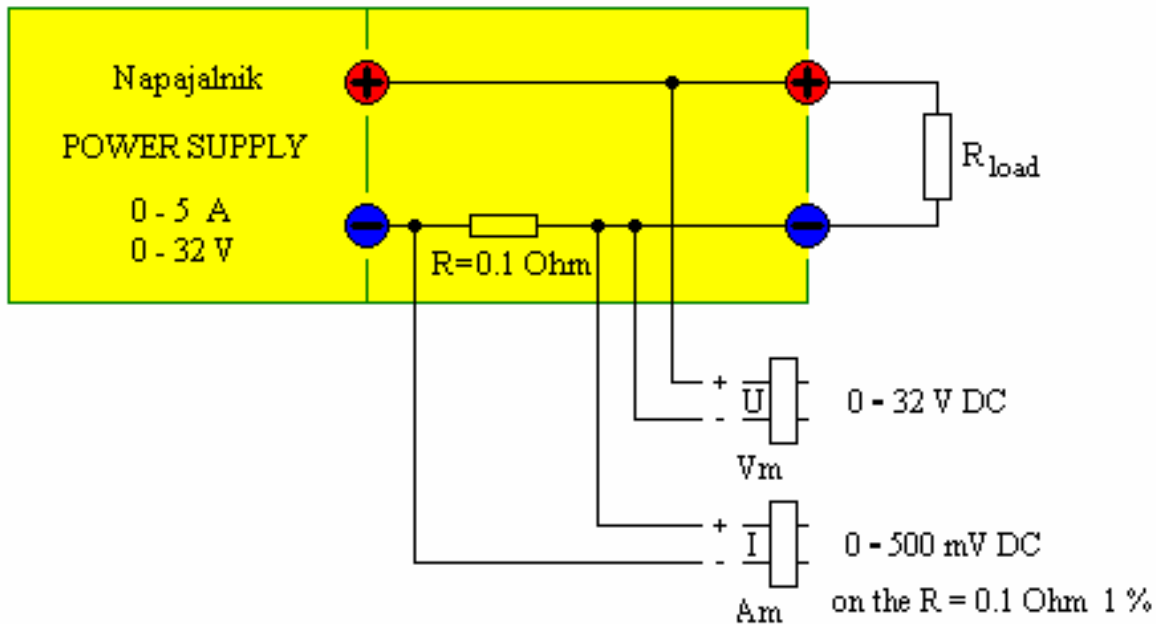 Napajalnik
POWER SUPPLY
0 - 5 A
0 - 32 V
+
+
-
-
R=0.1 Ohm
R load
+
U
-
0 - 32 V DC
Vm
+
I
-
0 - 500 mV DC
Am
on the R = 0.1 Ohm 1 %